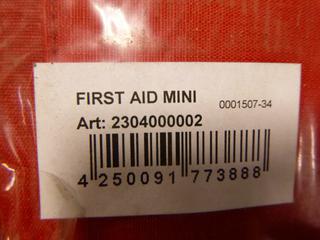 FIRST AID MINI 0001507-34
Art: 2304000002
4 250091 773888